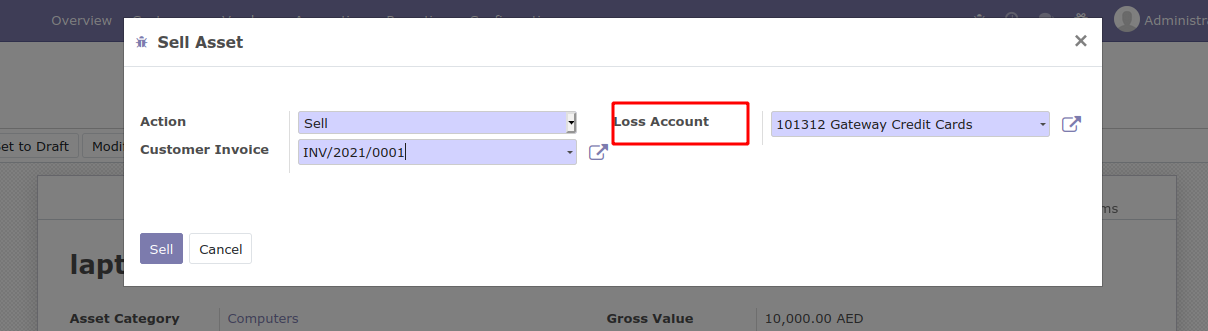 Overview
Administra
Sell Asset
×
Action
Sell
Loss Account
101312 Gateway Credit Cards
Customer Invoice
INV/2021/0001
et to Draft
Modi
ms
Sell
Cancel
lapt
Asset Category
Computers
Gross Value
10,000.00 AED